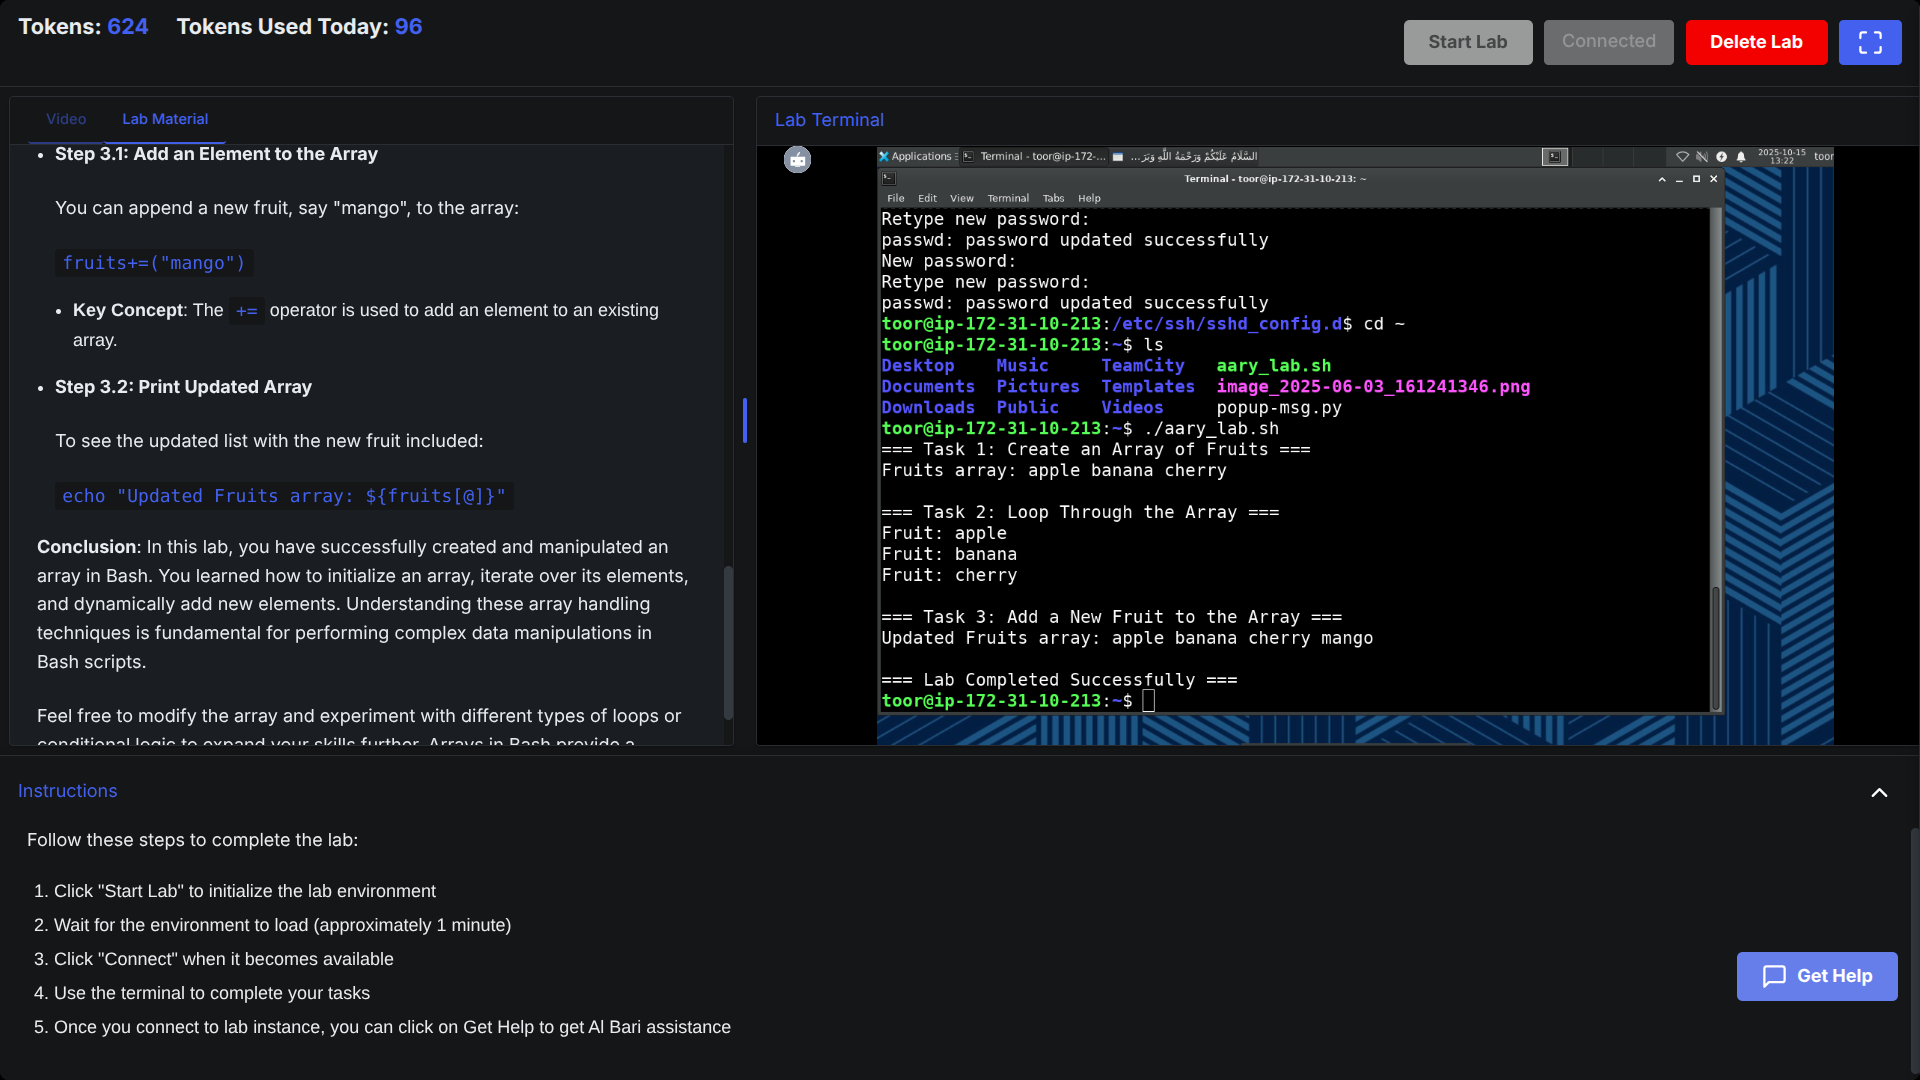 Tokens: 624 Tokens Used Today: 96
Start Lab
Connected
Delete Lab
Video
Lab Material
Step 3.1: Add an Element to the Array
You can append a new fruit, say "mango", to the array:
fruits+=("mango")
Key Concept: The += operator is used to add an element to an existing
array.
Step 3.2: Print Updated Array
To see the updated list with the new fruit included:
echo "Updated Fruits array: ${fruits[@]}"
Conclusion: In this lab, you have successfully created and manipulated an
array in Bash. You learned how to initialize an array, iterate over its elements,
and dynamically add new elements. Understanding these array handling
techniques is fundamental for performing complex data manipulations in
Bash scripts.
Feel free to modify the array and experiment with different types of loops or
conditional logic to expand your skills further. Arrays in Bash provide a
Lab Terminal
Applications
Terminal - toor@ip-172-...
السَّلَامُ عَلَيْكُمْ وَرَحْمَةُ اللَّهِ وَبَرَ...
2025-10-15
13:22
toor
Terminal - toor@ip-172-31-10-213: ~
File Edit View Terminal Tabs Help
Retype new password:
passwd: password updated successfully
New password:
Retype new password:
passwd: password updated successfully
toor@ip-172-31-10-213:/etc/ssh/sshd_config.d$ cd ~
toor@ip-172-31-10-213:~$ ls
Desktop Music TeamCity aary_lab.sh
Documents Pictures Templates image_2025-06-03_161241346.png
Downloads Public Videos popup-msg.py
toor@ip-172-31-10-213:~$ ./aary_lab.sh
=== Task 1: Create an Array of Fruits ===
Fruits array: apple banana cherry
=== Task 2: Loop Through the Array ===
Fruit: apple
Fruit: banana
Fruit: cherry
=== Task 3: Add a New Fruit to the Array ===
Updated Fruits array: apple banana cherry mango
=== Lab Completed Successfully ===
toor@ip-172-31-10-213:~$
Instructions
Follow these steps to complete the lab:
1. Click "Start Lab" to initialize the lab environment
2. Wait for the environment to load (approximately 1 minute)
3. Click "Connect" when it becomes available
4. Use the terminal to complete your tasks
5. Once you connect to lab instance, you can click on Get Help to get Al Bari assistance
Get Help